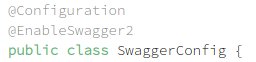 @Configuration
@EnableSwagger2
public class SwaggerConfig {